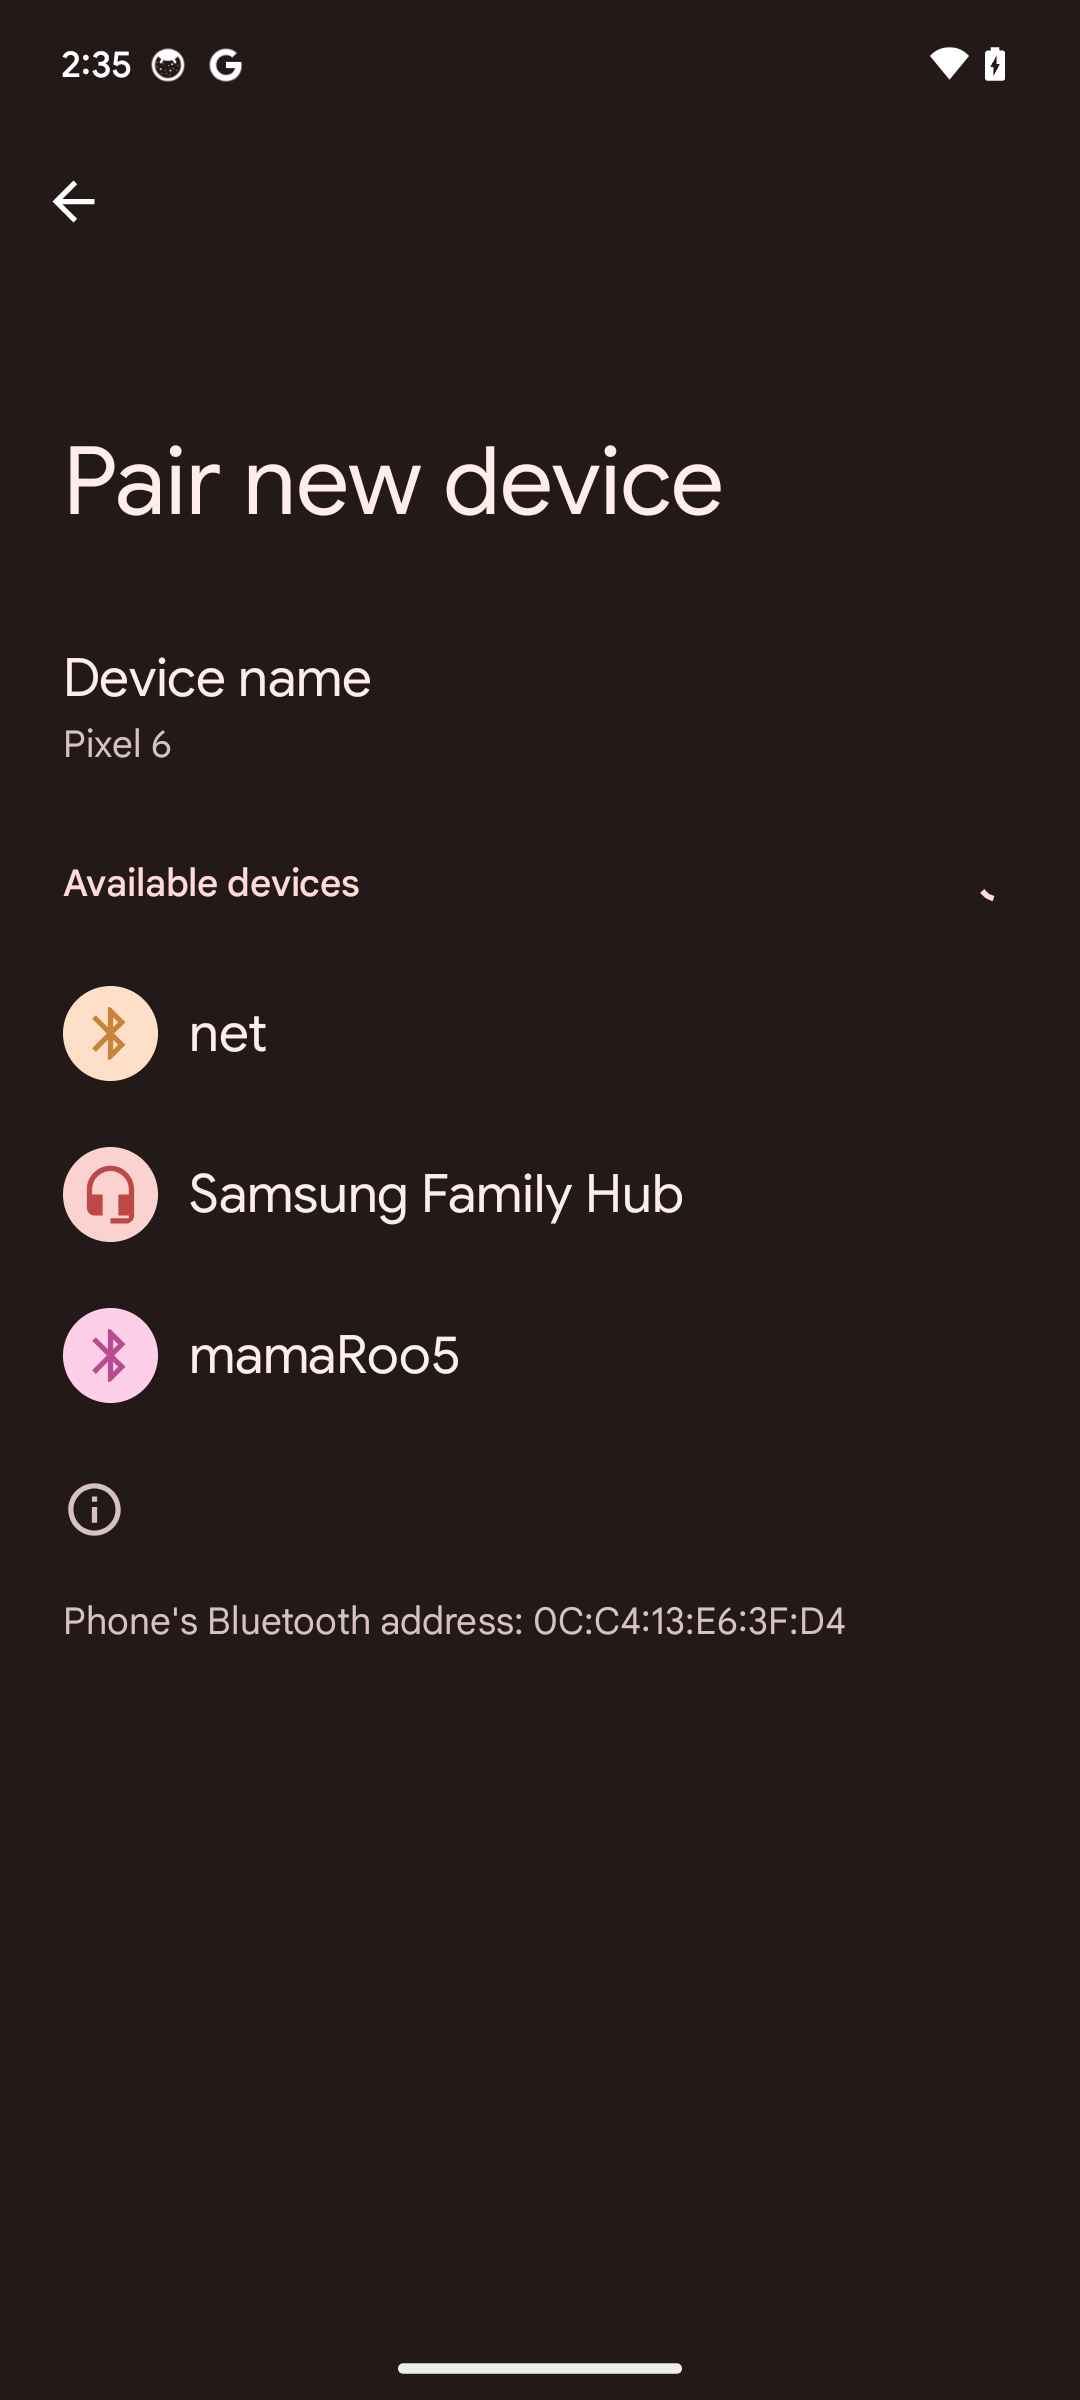 2:35
Pair new device
Device name
Pixel 6
Available devices
net
Samsung Family Hub
mamaRoo5
Phone's Bluetooth address: 0C:C4:13:E6:3F:D4